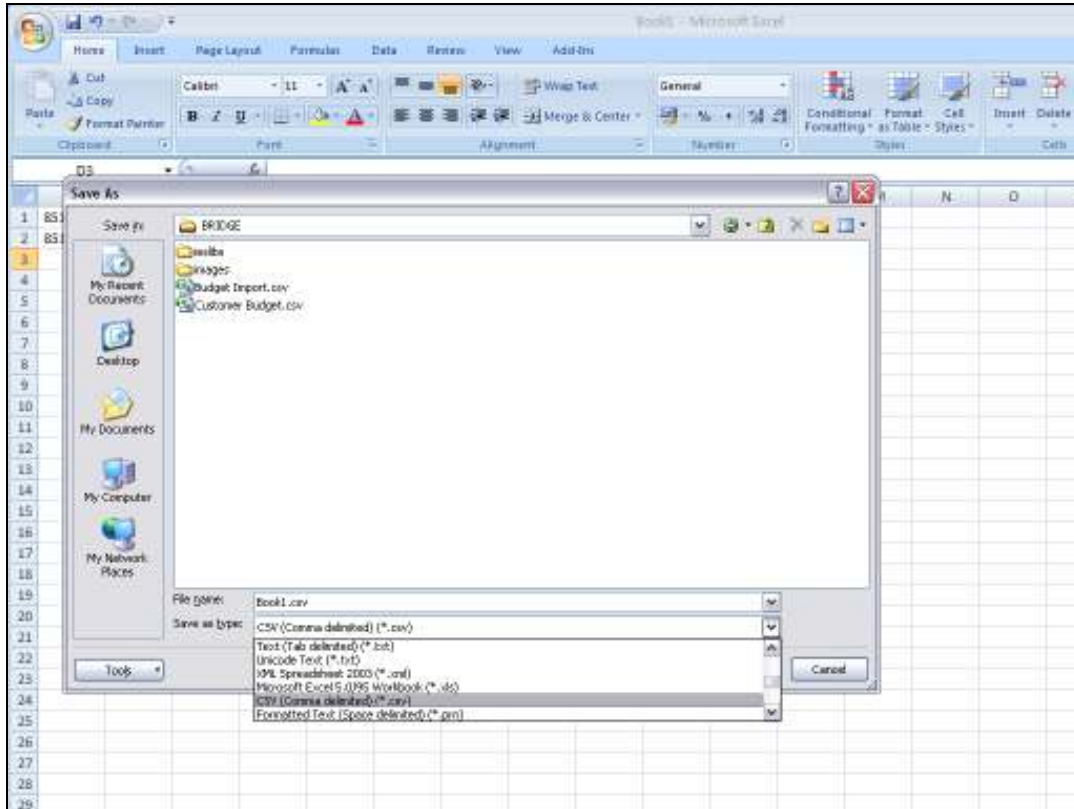 Book1 - Microsoft Excel
Home Insert Page Layout Formulas Data Review View Add-Ins
Paste
Cut
Copy
Format Painter
Calibri 11 A A
B I U A
Wrap Text
Merge & Center
General
% ,
Conditional Formatting
Format as Table
Cell Styles
Insert
Delete
Clipboard Font Alignment Number Styles Cells
D3
Save As
N O
Save in: BRIDGE
images
Budget Import.csv
Customer Budget.csv
My Recent Documents
Desktop
My Documents
My Computer
My Network Places
File name: Book1.csv
Save as type: CSV (Comma delimited) (*.csv)
Text (Tab delimited) (*.txt)
Unicode Text (*.txt)
XML Spreadsheet 2003 (*.xml)
Microsoft Excel 5.0/95 Workbook (*.xls)
CSV (Comma delimited) (*.csv)
Formatted Text (Space delimited) (*.prn)
Tools
Cancel
1 851
2 851
3
4
5
6
7
8
9
10
11
12
13
14
15
16
17
18
19
20
21
22
23
24
25
26
27
28
29